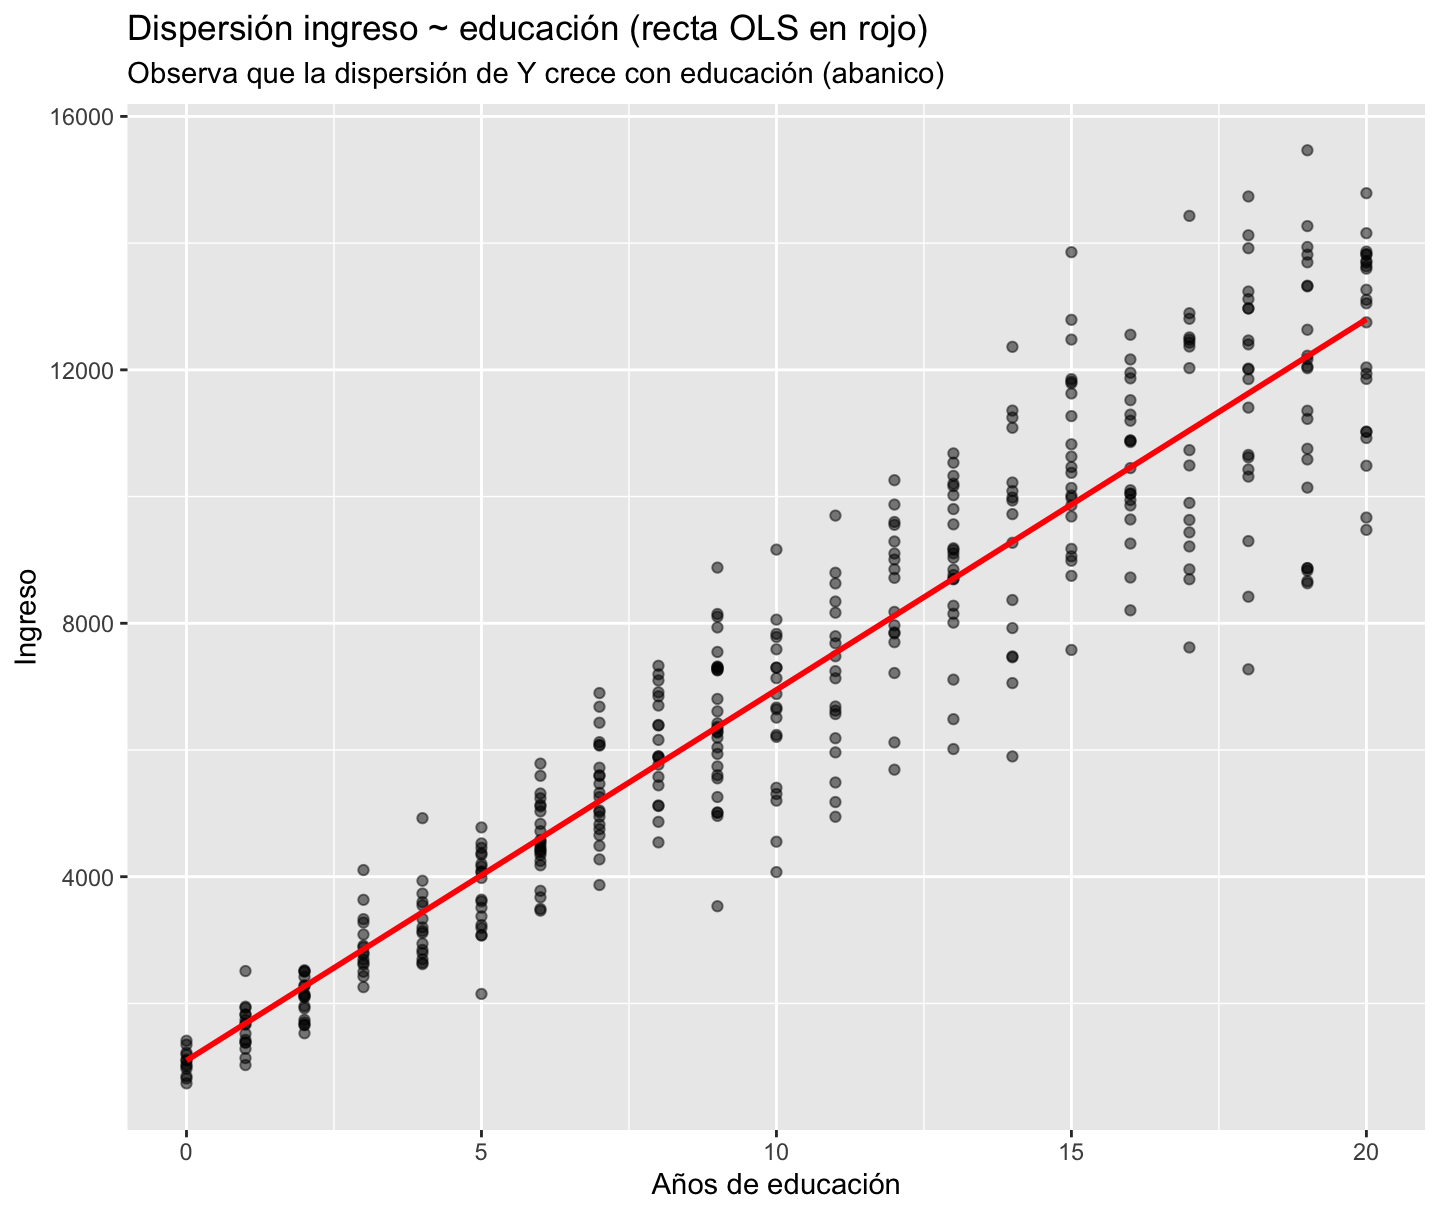 Dispersión ingreso ~ educación (recta OLS en rojo)
Observa que la dispersión de Y crece con educación (abanico)
16000
12000
8000
4000
Ingreso
0 5 10 15 20
Años de educación